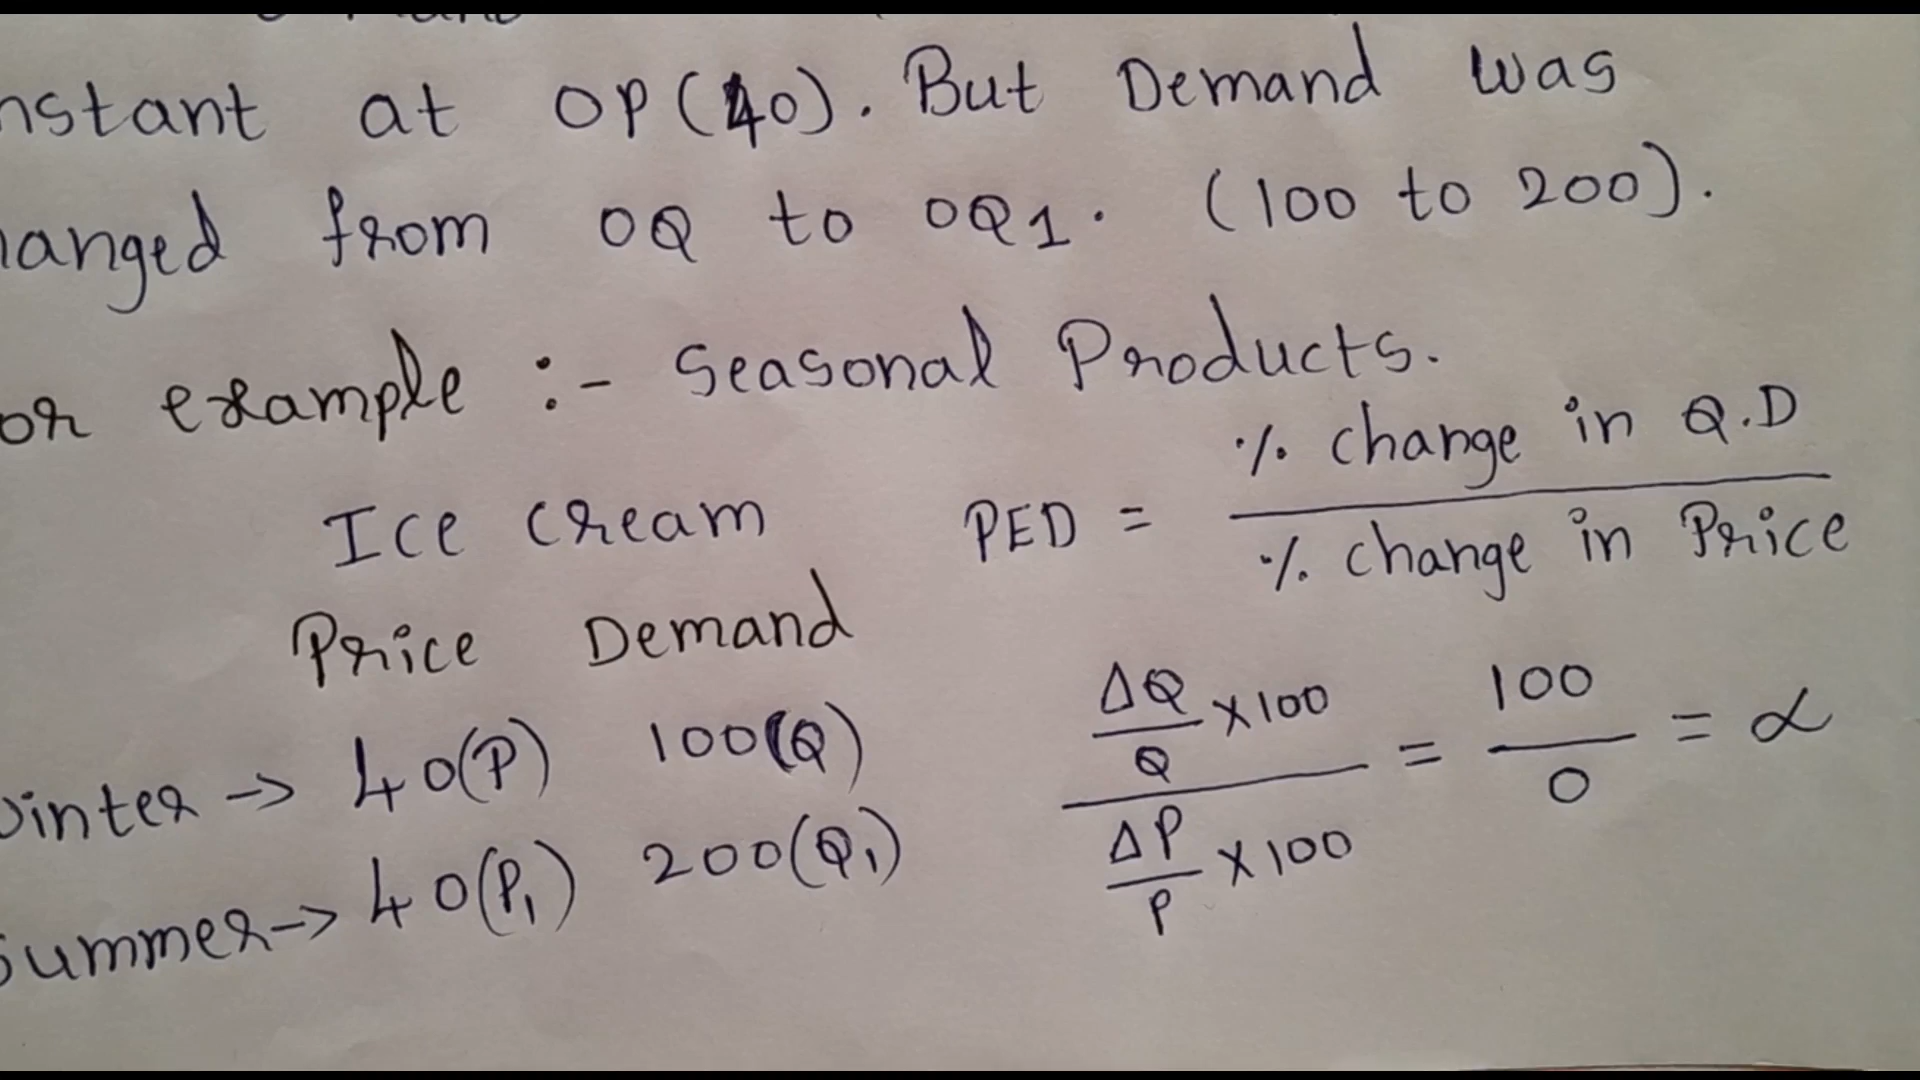 nstant at OP(40). But Demand was
hanged from OQ to OQ1. (100 to 200).
or example :- Seasonal Products.
Ice cream
PED = % change in Q.D / % change in Price
Price Demand
winter -> 40(P) 100(Q)
Summer -> 40(P1) 200(Q1)
ΔQ/Q x 100 / ΔP/P x 100 = 100/0 = α